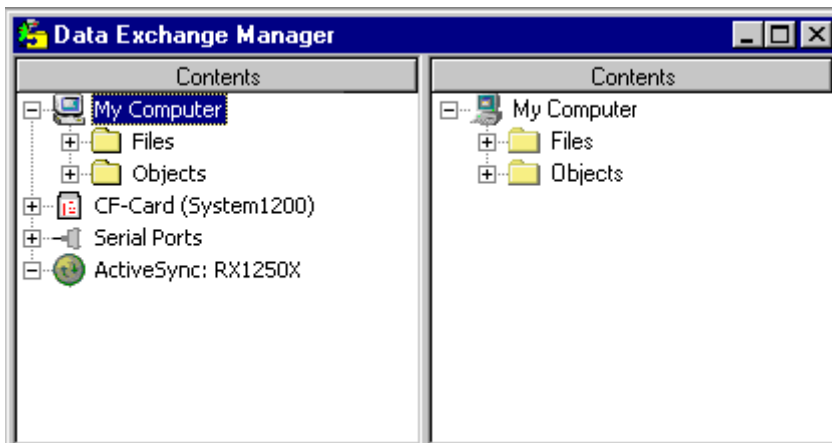 Data Exchange Manager
Contents
My Computer
Files
Objects
CF-Card (System1200)
Serial Ports
ActiveSync: RX1250X
Contents
My Computer
Files
Objects